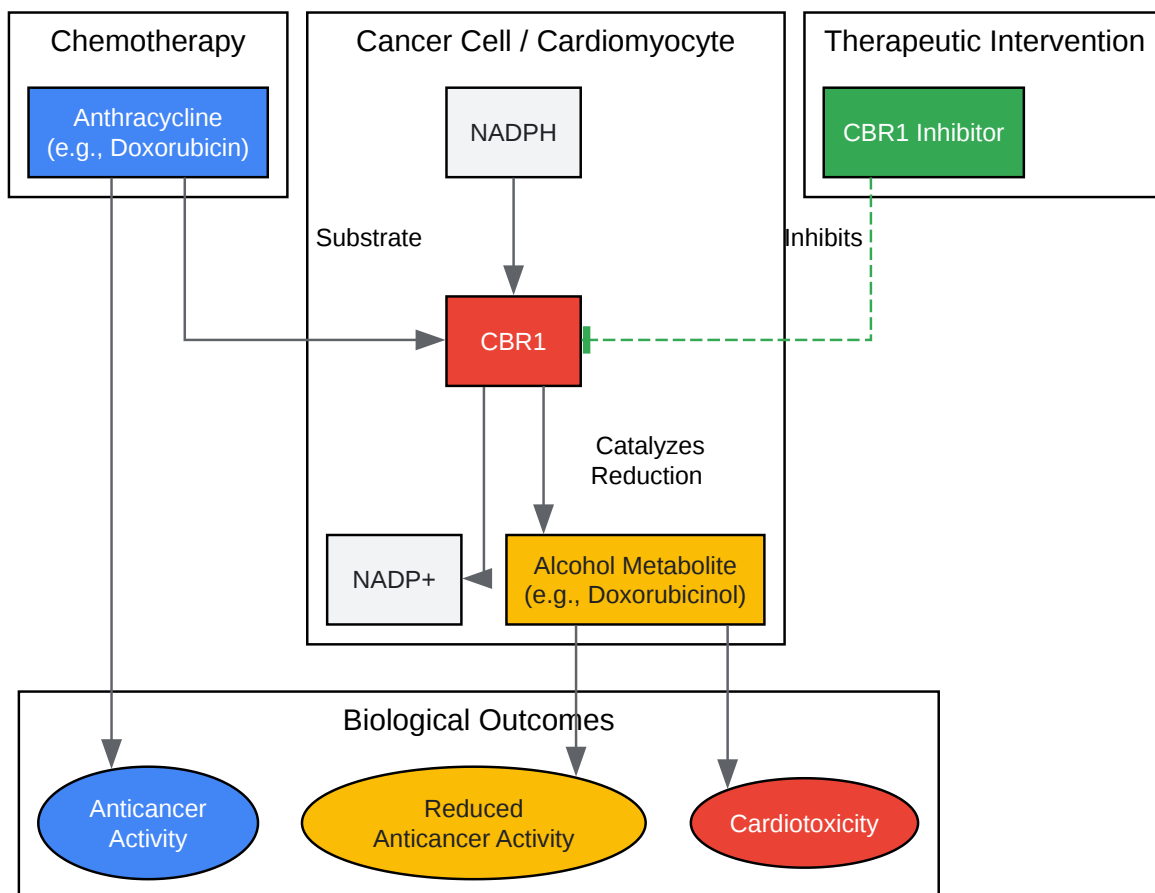 Chemotherapy
Cancer Cell / Cardiomyocyte
Therapeutic Intervention
Anthracycline
(e.g., Doxorubicin)
NADPH
CBR1 Inhibitor
Substrate
Inhibits
CBR1
Catalyzes
Reduction
NADP+
Alcohol Metabolite
(e.g., Doxorubicinol)
Biological Outcomes
Anticancer
Activity
Reduced
Anticancer Activity
Cardiotoxicity